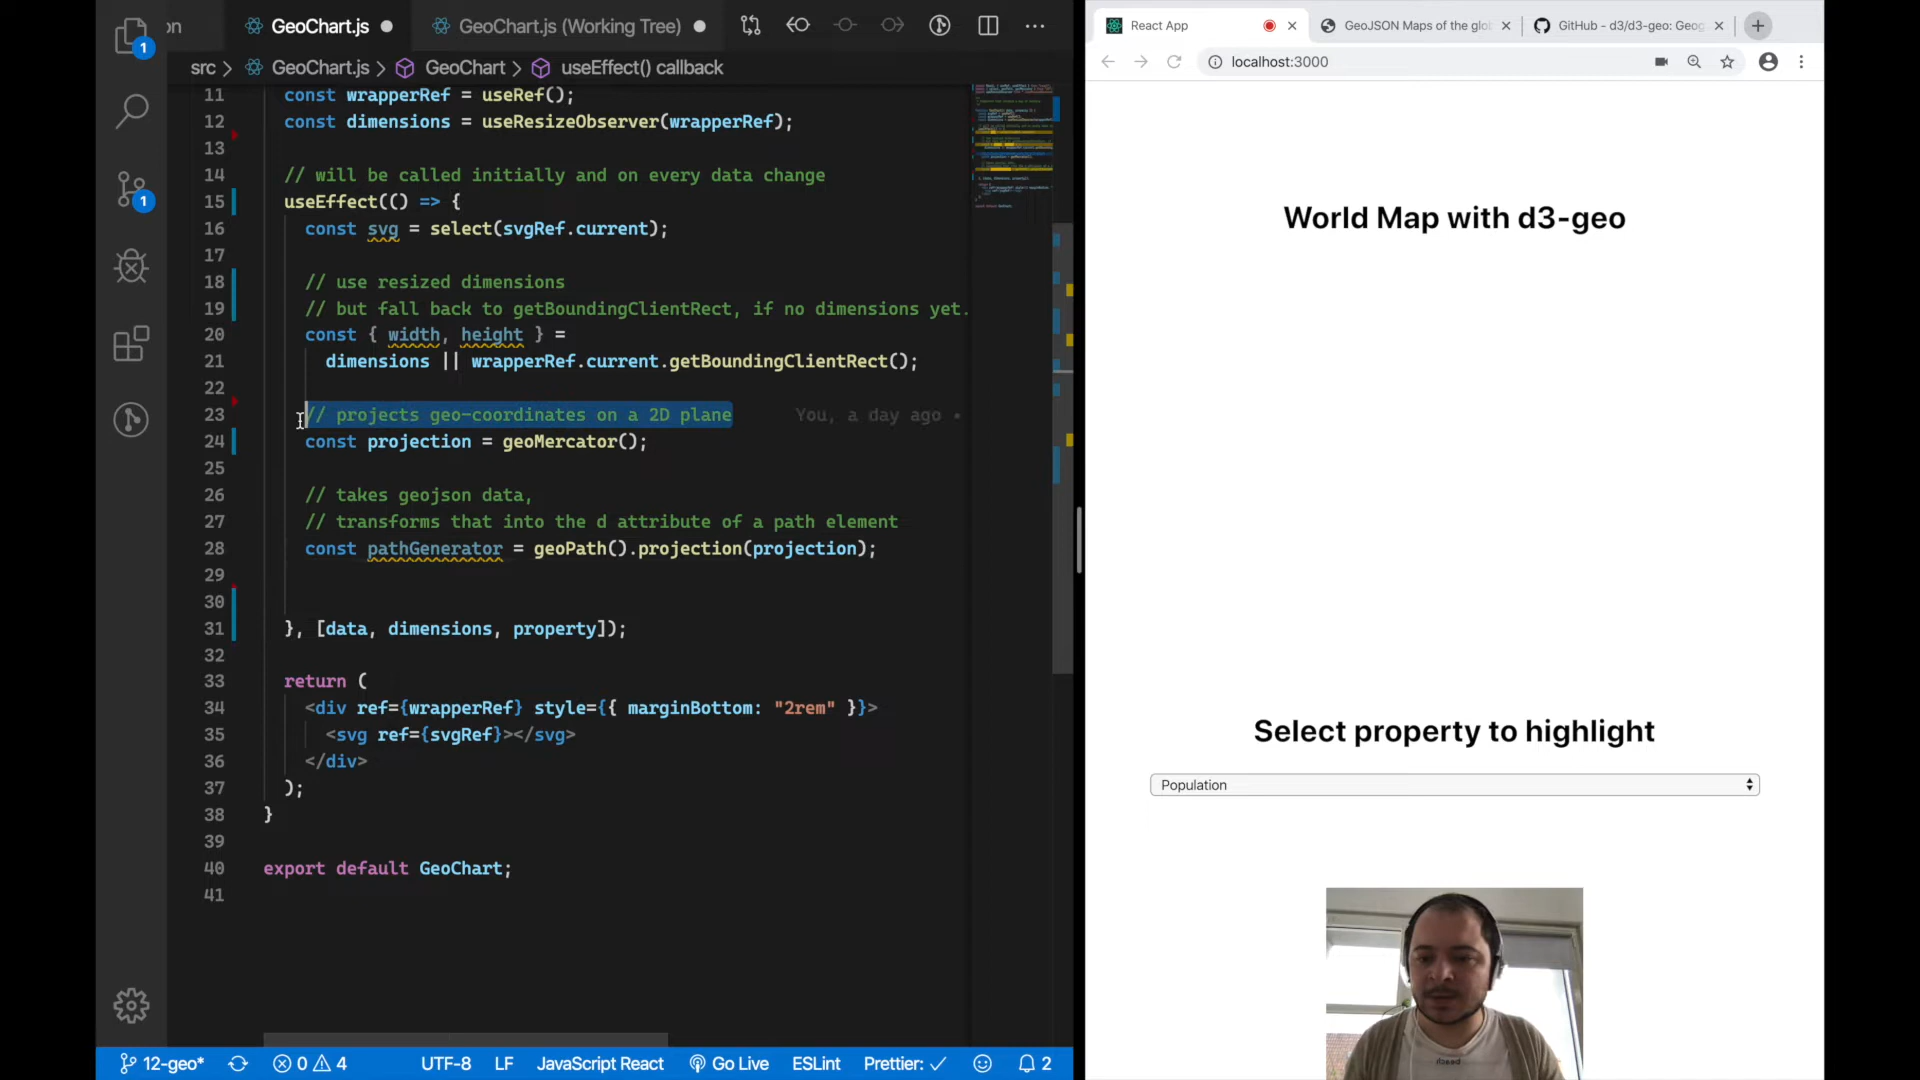 on
GeoChart.js
GeoChart.js (Working Tree)
src > GeoChart.js > GeoChart > useEffect() callback
11 const wrapperRef = useRef();
12 const dimensions = useResizeObserver(wrapperRef);
13
14 // will be called initially and on every data change
15 useEffect(() => {
16 const svg = select(svgRef.current);
17
18 // use resized dimensions
19 // but fall back to getBoundingClientRect, if no dimensions yet.
20 const { width, height } =
21 dimensions || wrapperRef.current.getBoundingClientRect();
22
23 // projects geo-coordinates on a 2D plane You, a day ago •
24 const projection = geoMercator();
25
26 // takes geojson data,
27 // transforms that into the d attribute of a path element
28 const pathGenerator = geoPath().projection(projection);
29
30
31 }, [data, dimensions, property]);
32
33 return (
34 <div ref={wrapperRef} style={{ marginBottom: "2rem" }}>
35 <svg ref={svgRef}></svg>
36 </div>
37 );
38 }
39
40 export default GeoChart;
41
1
1
12-geo* 0 4 UTF-8 LF JavaScript React Go Live ESLint Prettier: ✓ 2
React App
GeoJSON Maps of the glo
GitHub - d3/d3-geo: Geog
localhost:3000
World Map with d3-geo
Select property to highlight
Population